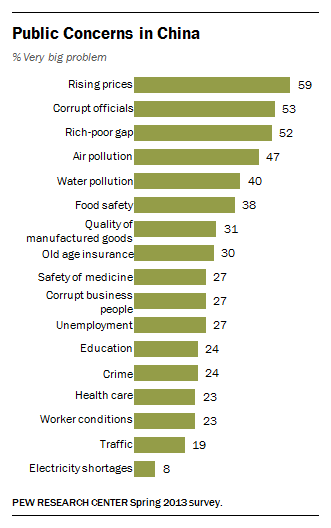 Public Concerns in China
% Very big problem
Rising prices 59
Corrupt officials 53
Rich-poor gap 52
Air pollution 47
Water pollution 40
Food safety 38
Quality of
manufactured goods 31
Old age insurance 30
Safety of medicine 27
Corrupt business
people 27
Unemployment 27
Education 24
Crime 24
Health care 23
Worker conditions 23
Traffic 19
Electricity shortages 8
PEW RESEARCH CENTER Spring 2013 survey.